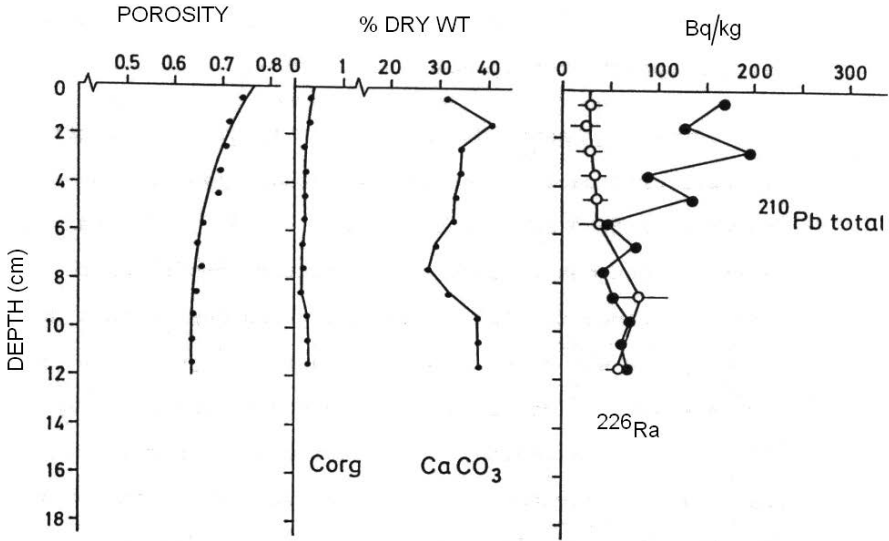 POROSITY
% DRY WT
Bq/kg
0.5 0.6 0.7 0.8
0 1 20 30 40
0 100 200 300
0
2
4
6
8
10
12
14
16
18
DEPTH (cm)
²¹⁰Pb total
²²⁶Ra
Corg
CaCO₃